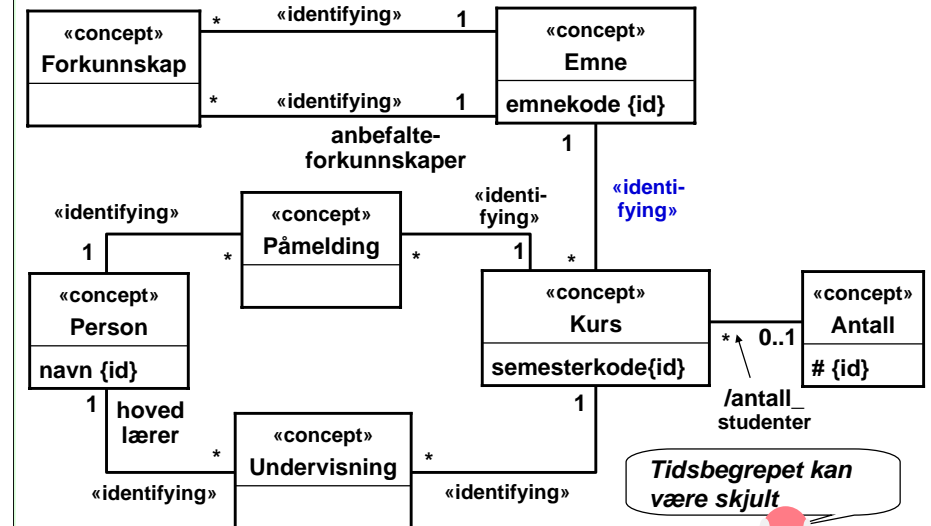 * «identifying» 1
«concept»
Forkunnskap
«concept»
Emne
emnekode {id}
* «identifying» 1
anbefalte-
forkunnskaper
1
«identi-
fying»
*
«identifying»
1
*
«concept»
Påmelding
«identi-
fying»
*
1
«concept»
Person
navn {id}
«concept»
Kurs
semesterkode{id}
«concept»
Antall
# {id}
* 0..1
/antall_
studenter
1
hoved
lærer
*
«identifying»
«concept»
Undervisning
*
1
«identifying»
Tidsbegrepet kan
være skjult